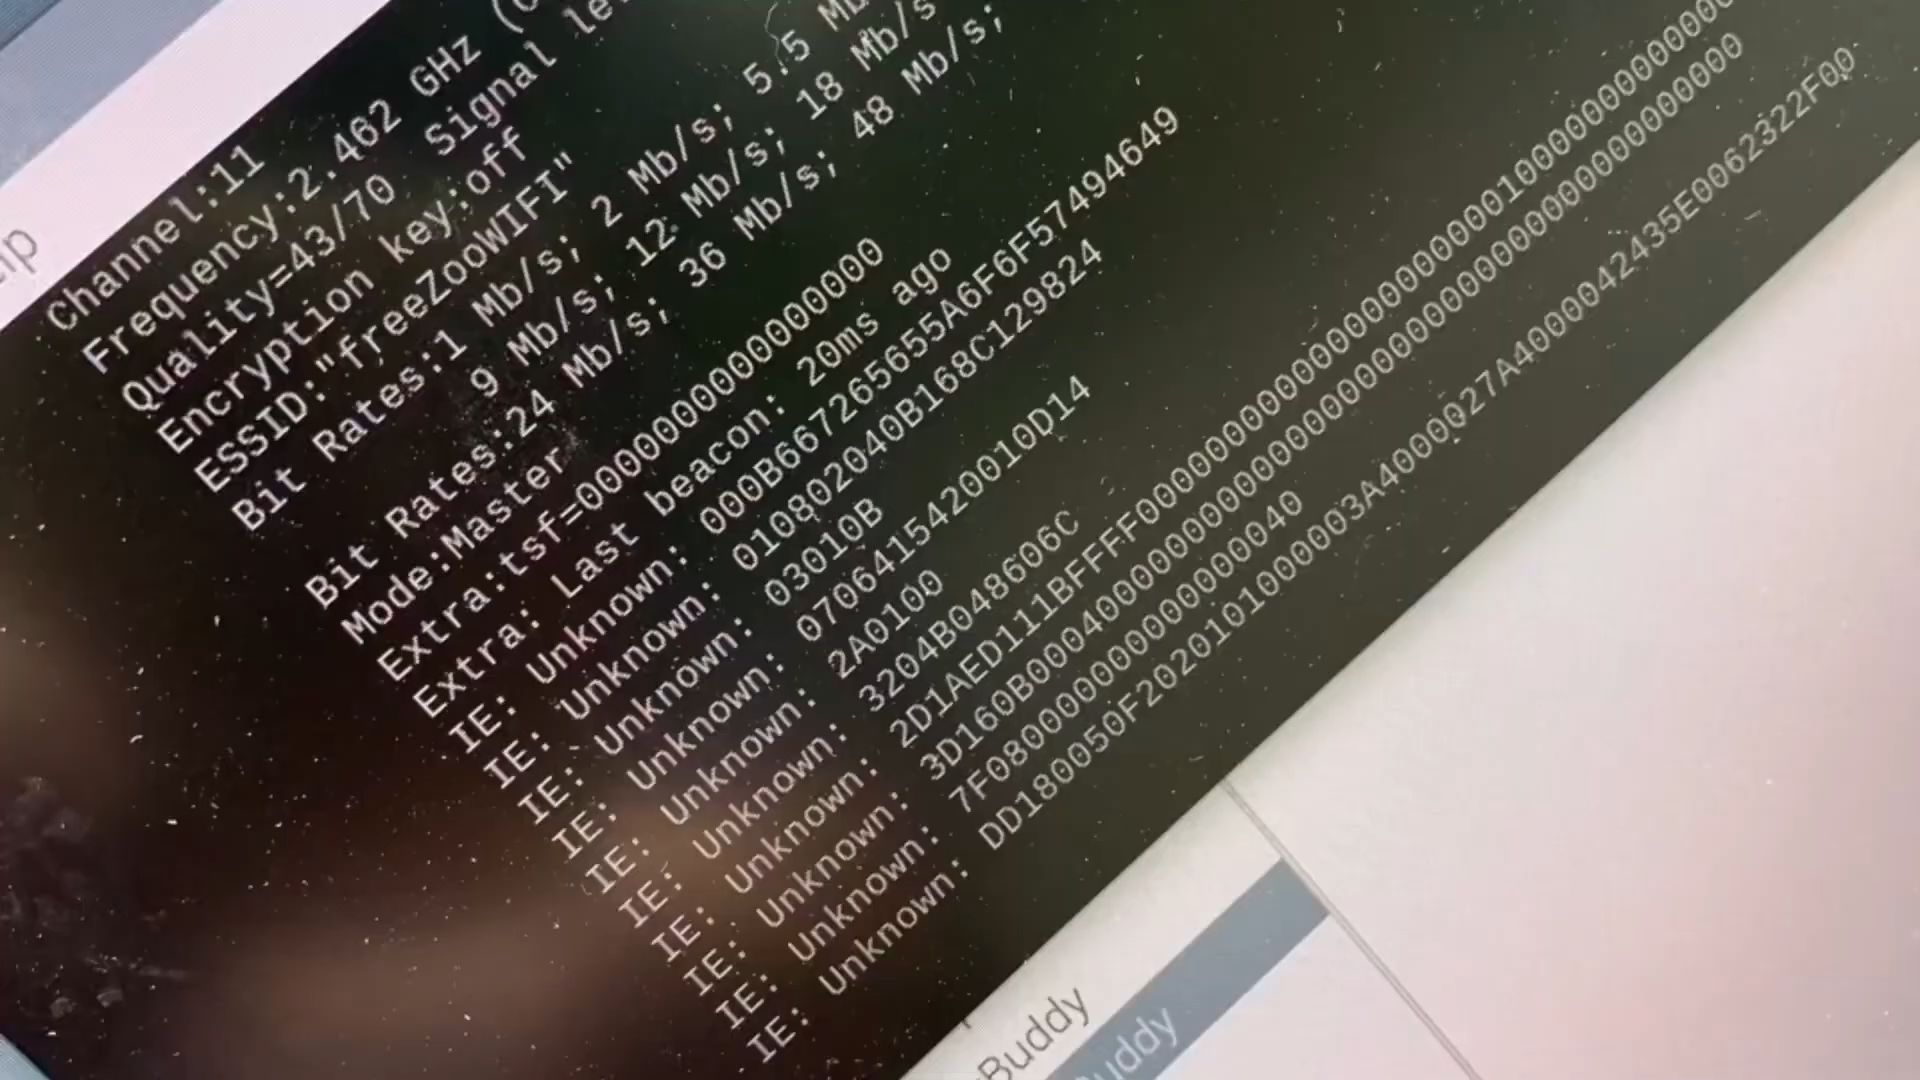 Channel:11
Frequency:2.462 GHz
Quality=43/70 Signal
Encryption key:off
ESSID:"freeZooWIFI"
Bit Rates:1 Mb/s; 2 Mb/s; 5.5
9 Mb/s; 12 Mb/s; 18 Mb/s
Bit Rates:24 Mb/s; 36 Mb/s; 48 Mb/s;
Mode:Master
Extra:tsf=0000000000000000
Extra: Last beacon: 20ms ago
IE: Unknown: 000B667265655A6F6F57494649
IE: Unknown: 010802040B168C129824
IE: Unknown: 03010B
IE: Unknown: 0706415420010D14
IE: Unknown: 2A0100
IE: Unknown: 3204B048606C
IE: Unknown:
IE: Unknown:
IE: Unknown: 7F080000000000000040
IE: Unknown: DD180050F2020101000003A4000027A4000042435E0062322F00
Buddy